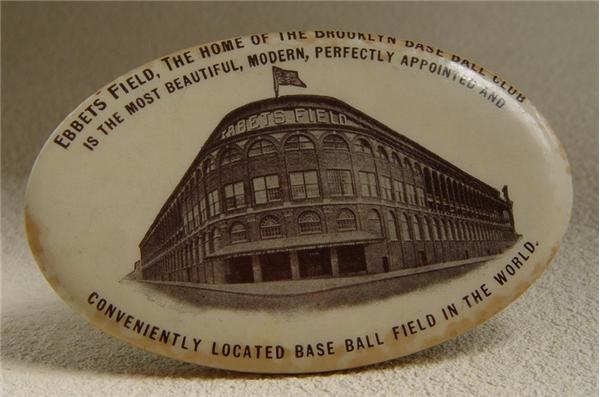 EBBETS FIELD, THE HOME OF THE BROOKLYN BASE BALL CLUB
IS THE MOST BEAUTIFUL, MODERN, PERFECTLY APPOINTED AND
EBBETS FIELD
CONVENIENTLY LOCATED BASE BALL FIELD IN THE WORLD.